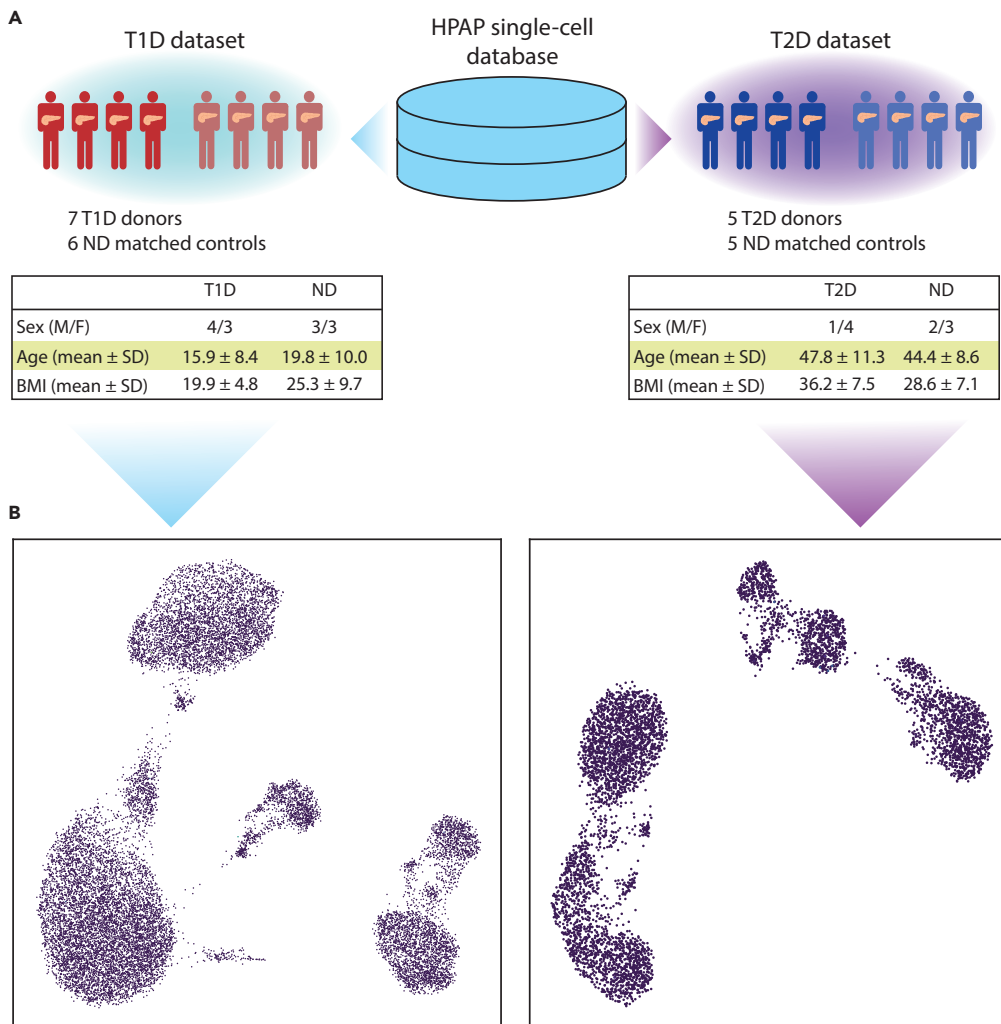 A
T1D dataset
HPAP single-cell
database
T2D dataset
7 T1D donors
6 ND matched controls
5 T2D donors
5 ND matched controls
T1D ND
Sex (M/F) 4/3 3/3
Age (mean ± SD) 15.9 ± 8.4 19.8 ± 10.0
BMI (mean ± SD) 19.9 ± 4.8 25.3 ± 9.7
T2D ND
Sex (M/F) 1/4 2/3
Age (mean ± SD) 47.8 ± 11.3 44.4 ± 8.6
BMI (mean ± SD) 36.2 ± 7.5 28.6 ± 7.1
B